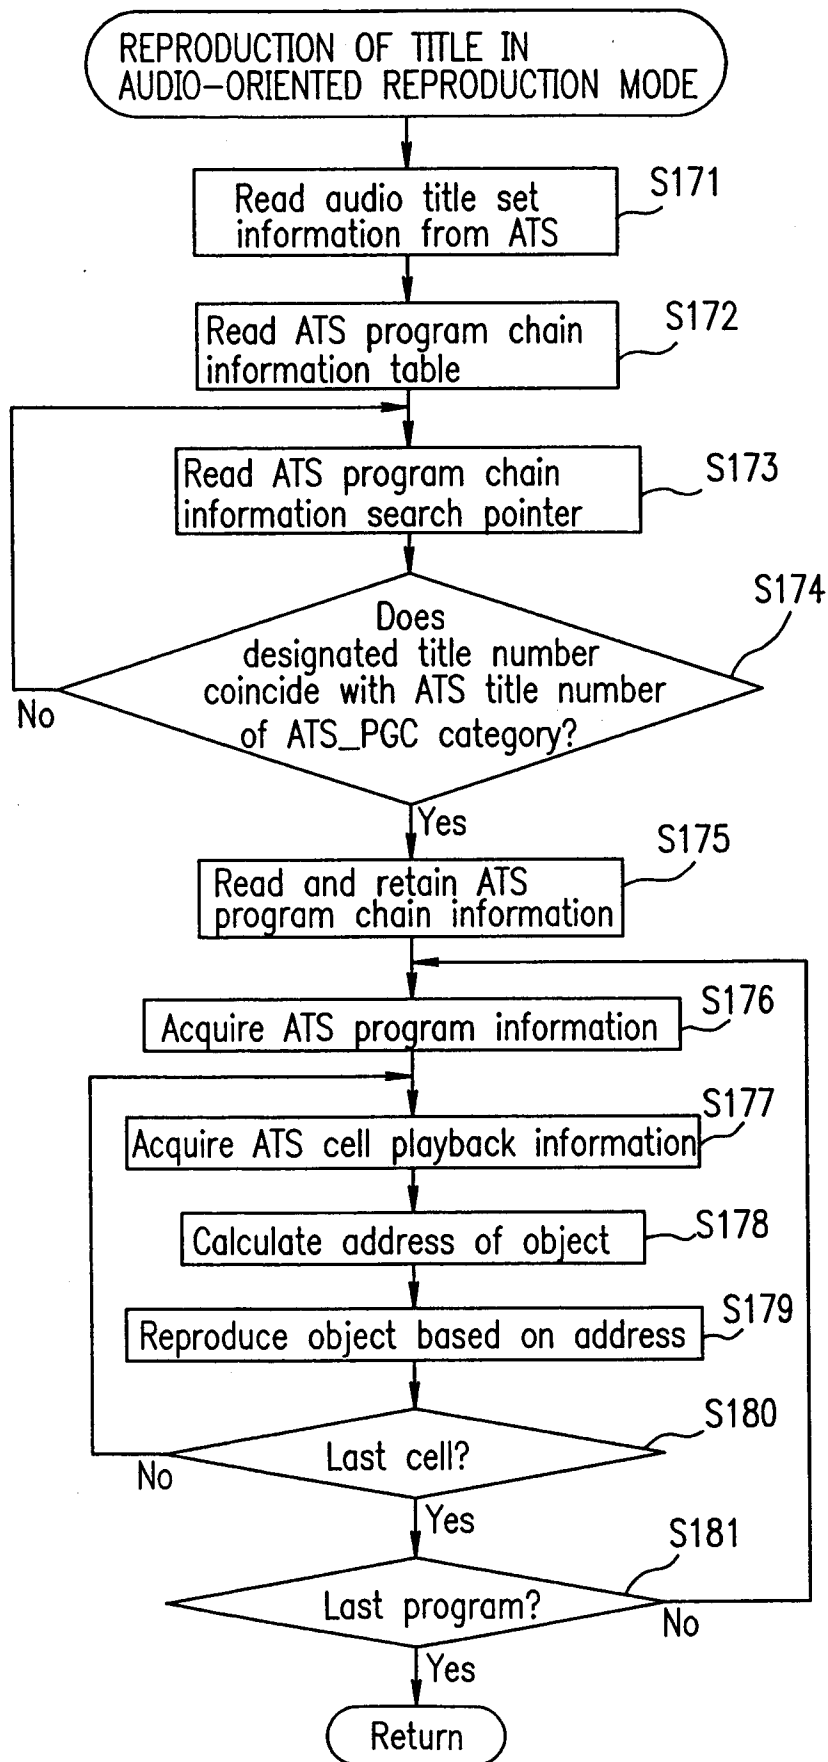 REPRODUCTION OF TITLE IN
AUDIO-ORIENTED REPRODUCTION MODE
Read audio title set
information from ATS
S171
Read ATS program chain
information table
S172
Read ATS program chain
information search pointer
S173
Does
designated title number
coincide with ATS title number
of ATS_PGC category?
S174
No
Yes
Read and retain ATS
program chain information
S175
Acquire ATS program information
S176
Acquire ATS cell playback information
S177
Calculate address of object
S178
Reproduce object based on address
S179
Last cell?
S180
No
Yes
Last program?
S181
No
Yes
Return